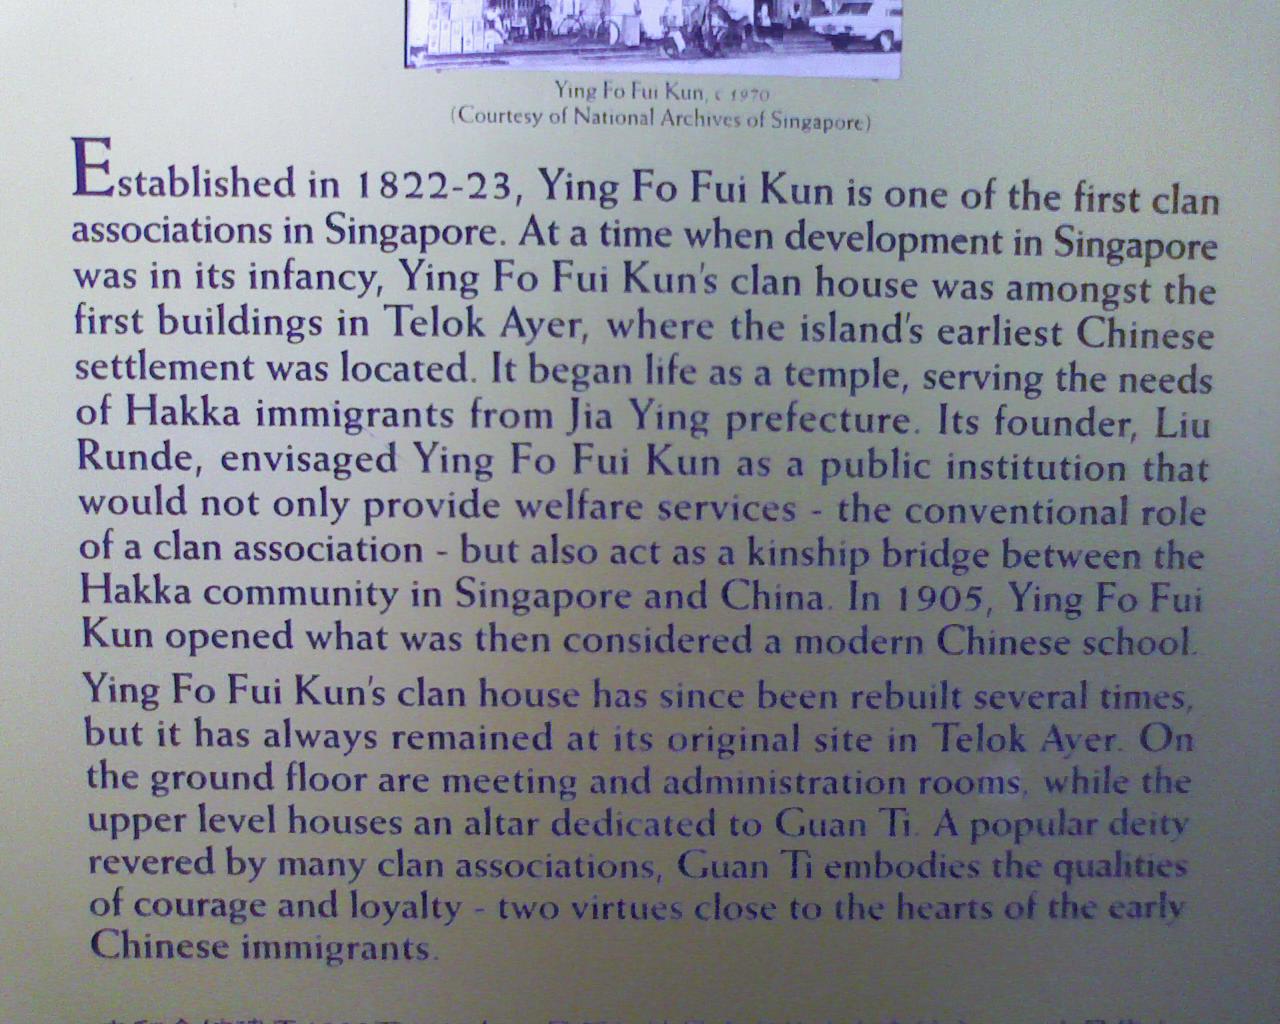 Ying Fo Fui Kun, c 1970
(Courtesy of National Archives of Singapore)
Established in 1822-23, Ying Fo Fui Kun is one of the first clan
associations in Singapore. At a time when development in Singapore
was in its infancy, Ying Fo Fui Kun's clan house was amongst the
first buildings in Telok Ayer, where the island's earliest Chinese
settlement was located. It began life as a temple, serving the needs
of Hakka immigrants from Jia Ying prefecture. Its founder, Liu
Runde, envisaged Ying Fo Fui Kun as a public institution that
would not only provide welfare services - the conventional role
of a clan association - but also act as a kinship bridge between the
Hakka community in Singapore and China. In 1905, Ying Fo Fui
Kun opened what was then considered a modern Chinese school.
Ying Fo Fui Kun's clan house has since been rebuilt several times,
but it has always remained at its original site in Telok Ayer. On
the ground floor are meeting and administration rooms, while the
upper level houses an altar dedicated to Guan Ti. A popular deity
revered by many clan associations, Guan Ti embodies the qualities
of courage and loyalty - two virtues close to the hearts of the early
Chinese immigrants.